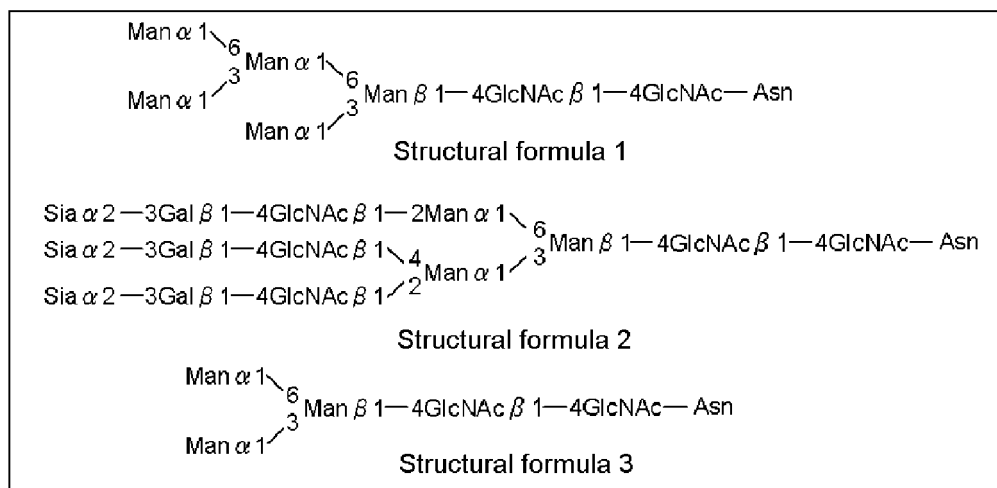 Man α 1
6
Man α 1
3
Man α 1
6
Man β 1—4GlcNAc β 1—4GlcNAc—Asn
3
Man α 1
Structural formula 1
Sia α 2—3Gal β 1—4GlcNAc β 1—2Man α 1
6
Man β 1—4GlcNAc β 1—4GlcNAc—Asn
3
Sia α 2—3Gal β 1—4GlcNAc β 1
4
Man α 1
2
Sia α 2—3Gal β 1—4GlcNAc β 1
Structural formula 2
Man α 1
6
Man β 1—4GlcNAc β 1—4GlcNAc—Asn
3
Man α 1
Structural formula 3